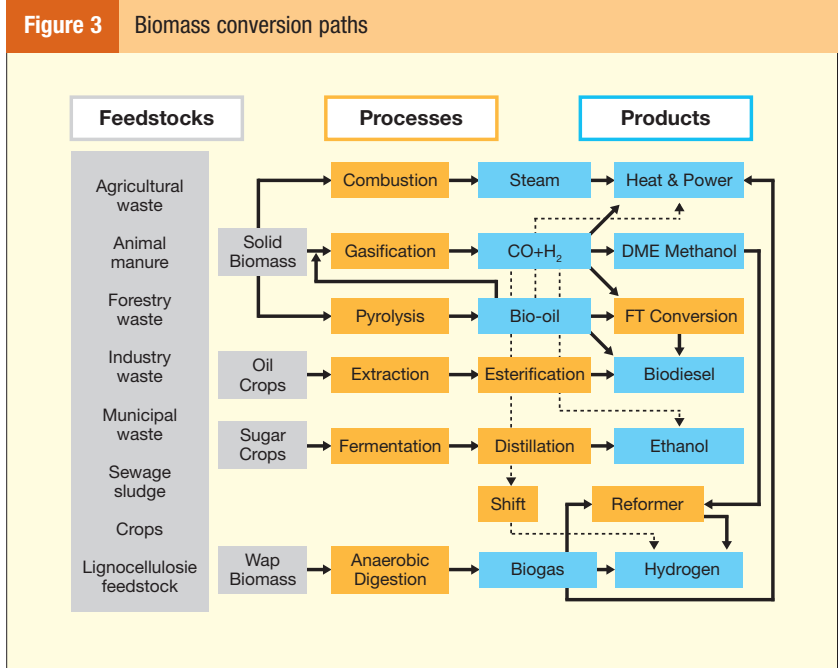 Figure 3
Biomass conversion paths
Feedstocks
Processes
Products
Agricultural
waste
Animal
manure
Forestry
waste
Industry
waste
Municipal
waste
Sewage
sludge
Crops
Lignocellulosie
feedstock
Solid
Biomass
Combustion
Steam
Heat & Power
Gasification
CO+H₂
DME Methanol
Pyrolysis
Bio-oil
FT Conversion
Oil
Crops
Extraction
Esterification
Biodiesel
Sugar
Crops
Fermentation
Distillation
Ethanol
Shift
Reformer
Wap
Biomass
Anaerobic
Digestion
Biogas
Hydrogen